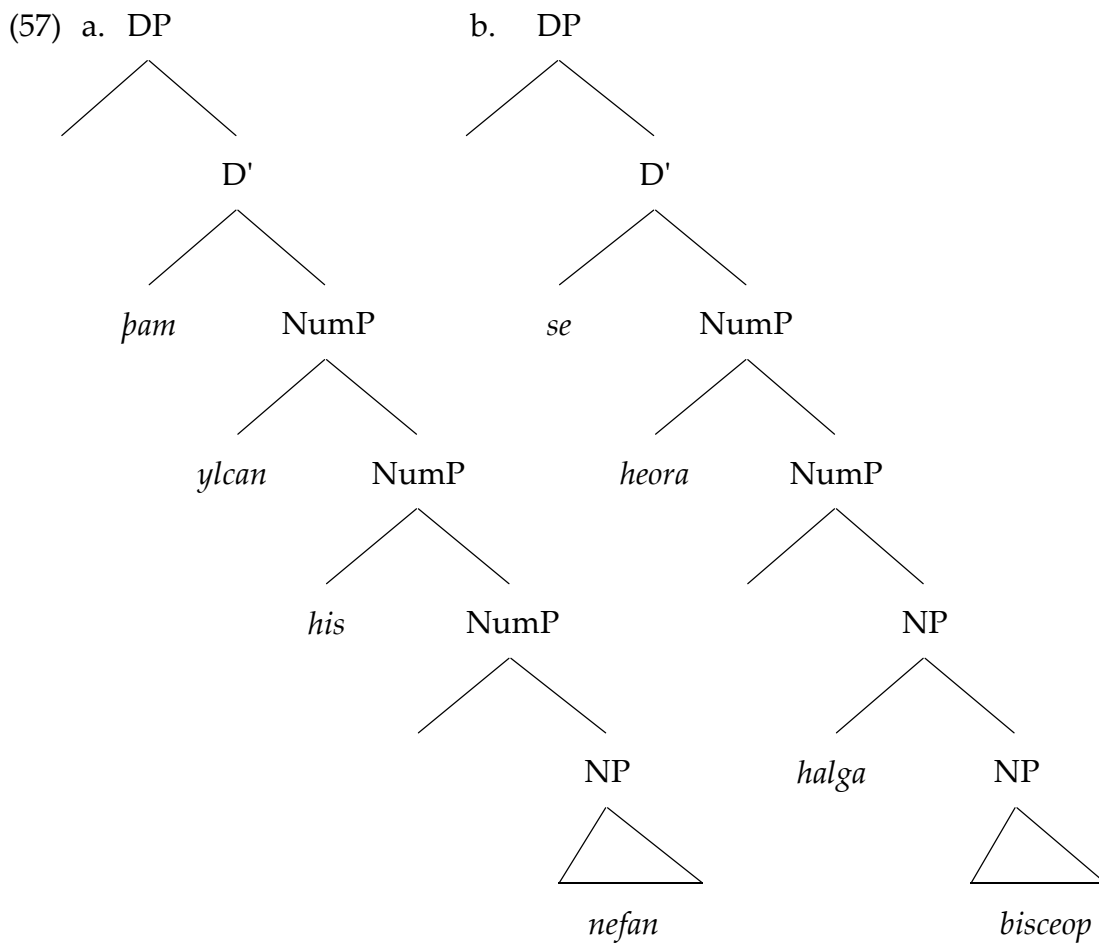 (57) a. DP b. DP
D' D'
þam NumP se NumP
ylcan NumP heora NumP
his NumP NP
NP halga NP
nefan bisceop